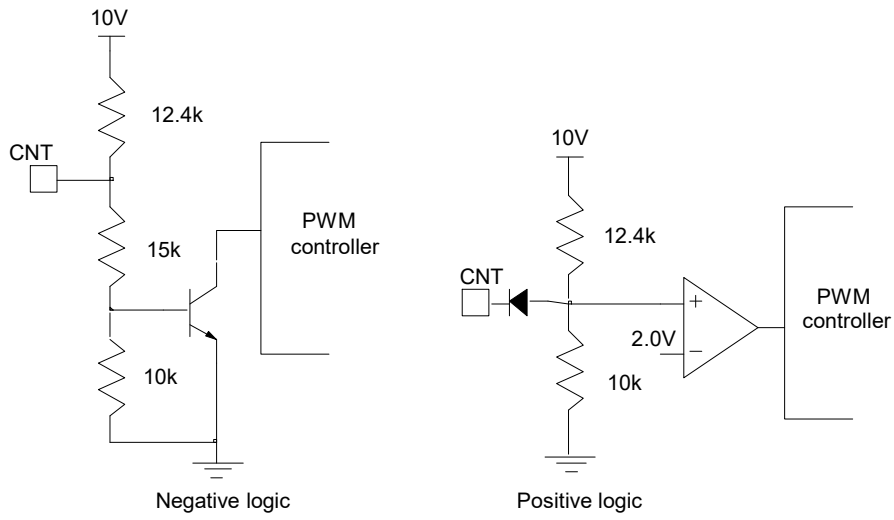 10V
12.4k
CNT
15k
10k
PWM
controller
Negative logic
10V
12.4k
CNT
+
2.0V
−
10k
PWM
controller
Positive logic